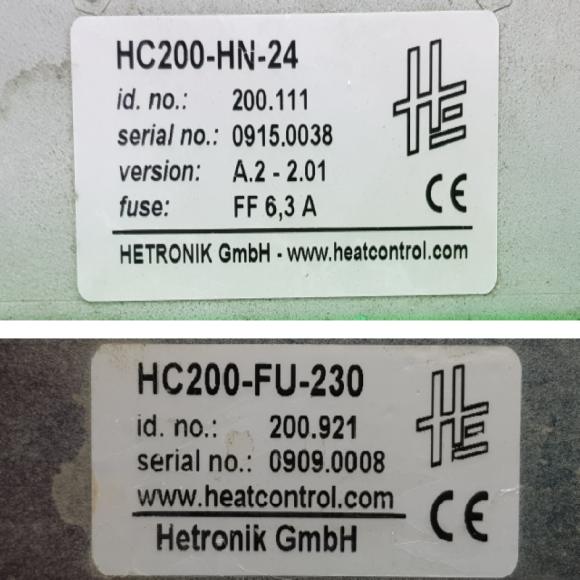 HC200-HN-24
id. no.: 200.111
serial no.: 0915.0038
version: A.2 - 2.01
fuse: FF 6,3 A
CE
HETRONIK GmbH - www.heatcontrol.com
HC200-FU-230
id. no.: 200.921
serial no.: 0909.0008
www.heatcontrol.com
CE
Hetronik GmbH